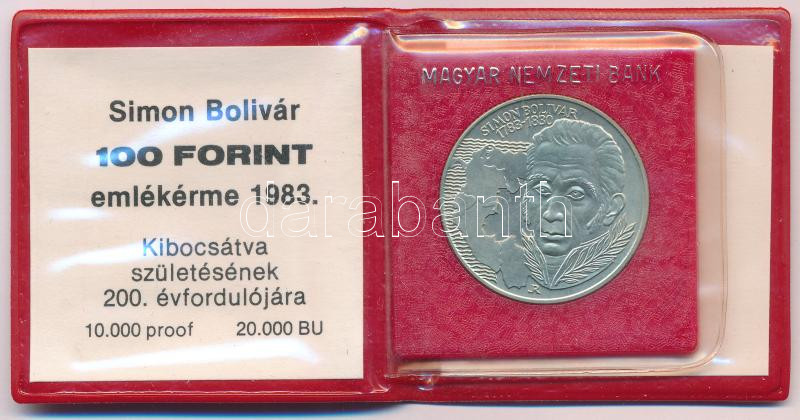 Simon Bolivár
100 FORINT
emlékérme 1983.
Kibocsátva
születésének
200. évfordulójára
10.000 proof 20.000 BU
MAGYAR NEMZETI BANK
SIMON BOLIVAR
1783-1830
LR
darabanth